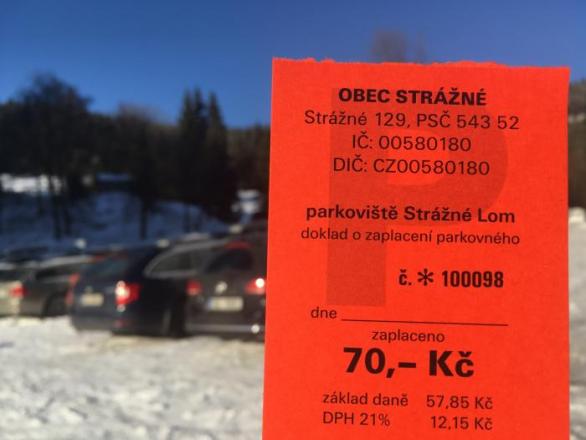 OBEC STRÁŽNÉ
Strážné 129, PSČ 543 52
IČ: 00580180
DIČ: CZ00580180
parkoviště Strážné Lom
doklad o zaplacení parkovného
č. * 100098
dne
zaplaceno
70,– Kč
základ daně 57,85 Kč
DPH 21% 12,15 Kč